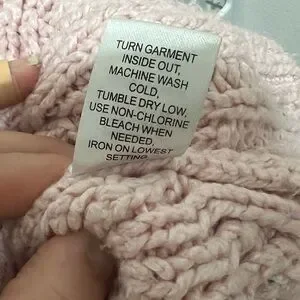 TURN GARMENT
INSIDE OUT,
MACHINE WASH
COLD,
TUMBLE DRY LOW,
USE NON-CHLORINE
BLEACH WHEN
NEEDED,
IRON ON LOWEST
SETTING